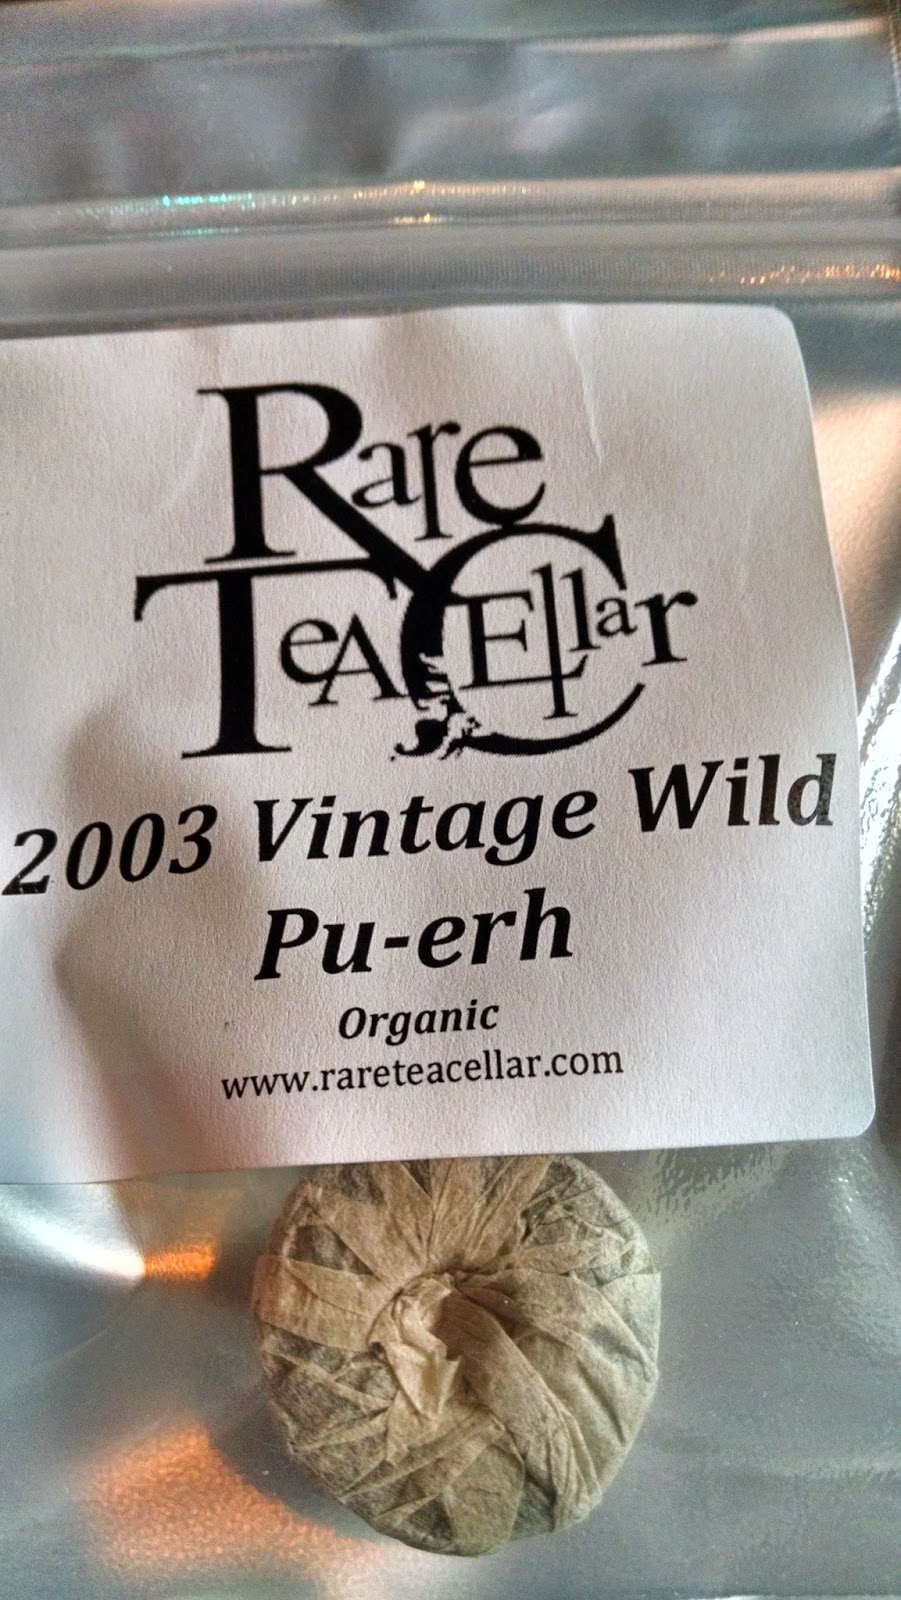 Rare
TeaCEllar
2003 Vintage Wild
Pu-erh
Organic
www.rareteacellar.com